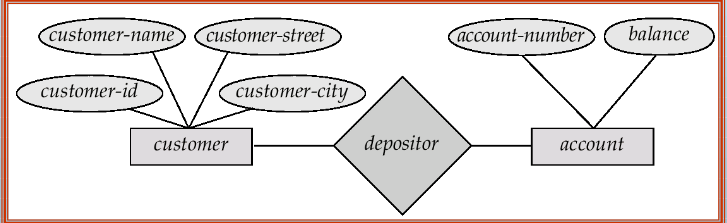 customer-name
customer-street
account-number
balance
customer-id
customer-city
customer
depositor
account